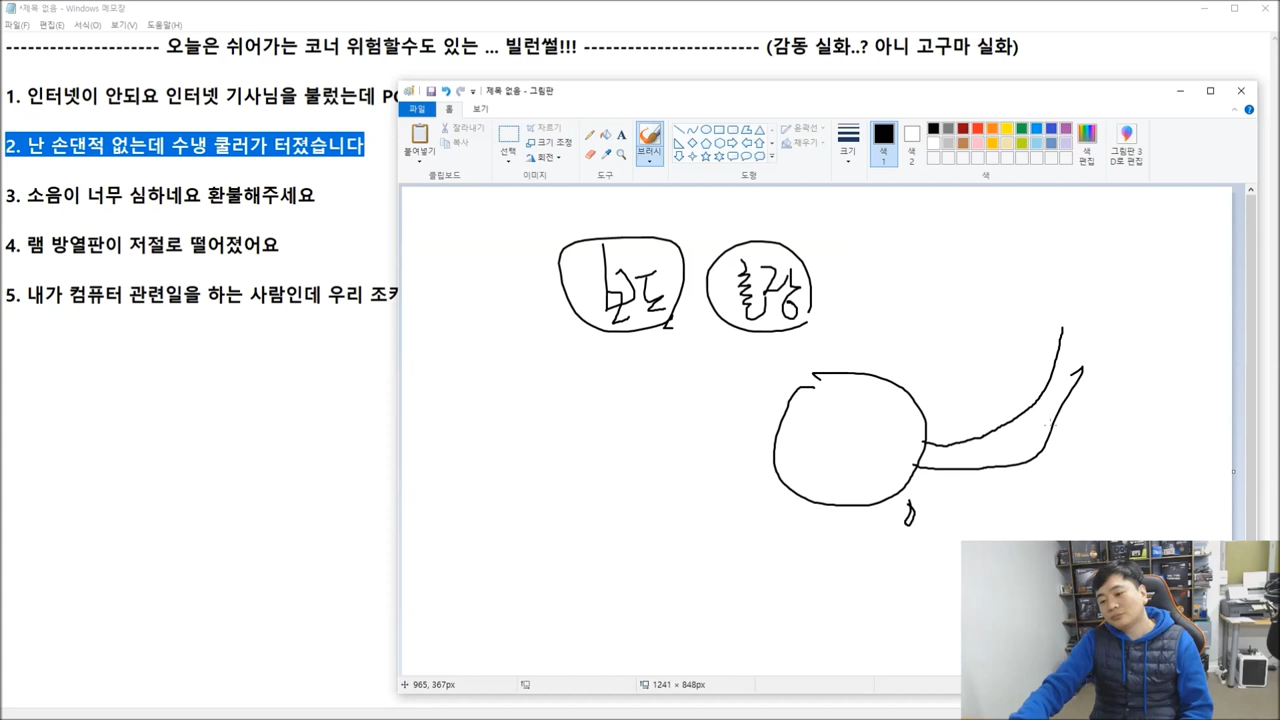 *제목 없음 - Windows 메모장
파일(F) 편집(E) 서식(O) 보기(V) 도움말(H)
--------------------- 오늘은 쉬어가는 코너 위험할수도 있는 ... 빌런썰!!! ------------------------ (감동 실화..? 아니 고구마 실화)
1. 인터넷이 안되요 인터넷 기사님을 불렀는데 PC
2. 난 손댄적 없는데 수냉 쿨러가 터졌습니다
3. 소음이 너무 심하네요 환불해주세요
4. 램 방열판이 저절로 떨어졌어요
5. 내가 컴퓨터 관련일을 하는 사람인데 우리 조카
제목 없음 - 그림판
파일 홈 보기
붙여넣기 잘라내기 복사 선택 자르기 크기 조정 회전 A 브러시 윤곽선 채우기 크기 색 1 색 2 색 편집 그림판 3D로 편집
클립보드 이미지 도구 도형 색
출장
965, 367px 1241 × 848px